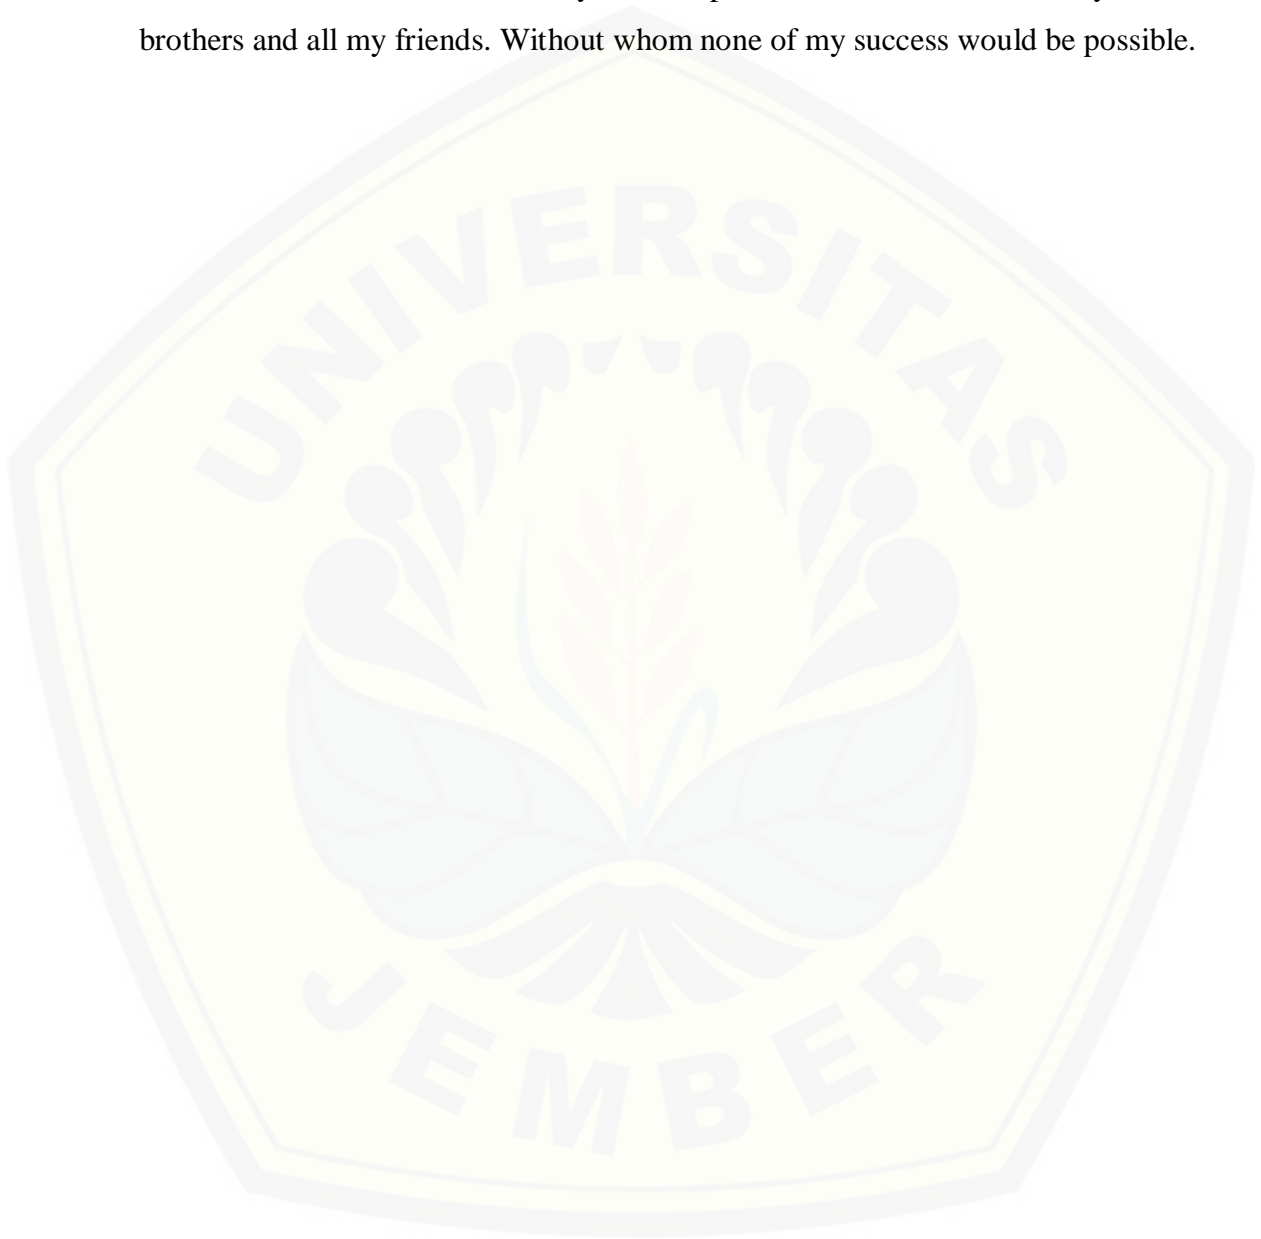 brothers and all my friends. Without whom none of my success would be possible.
UNIVERSITAS
JEMBER